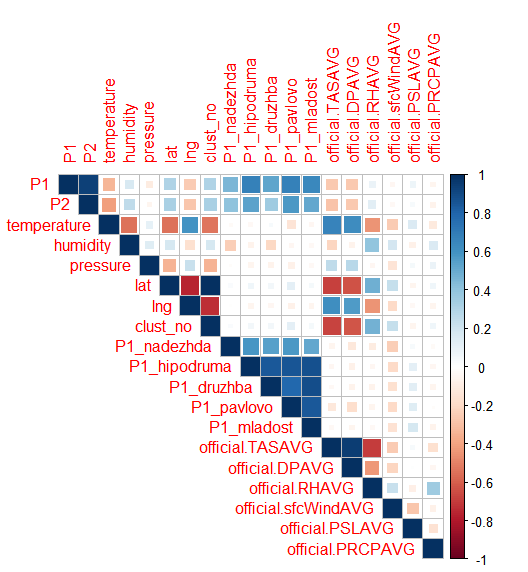 P1
P2
temperature
humidity
pressure
lat
lng
clust_no
P1_nadezhda
P1_hipodruma
P1_druzhba
P1_pavlovo
P1_mladost
official.TASAVG
official.DPAVG
official.RHAVG
official.sfcWindAVG
official.PSLAVG
official.PRCPAVG
P1
P2
temperature
humidity
pressure
lat
lng
clust_no
P1_nadezhda
P1_hipodruma
P1_druzhba
P1_pavlovo
P1_mladost
official.TASAVG
official.DPAVG
official.RHAVG
official.sfcWindAVG
official.PSLAVG
official.PRCPAVG
1
0.8
0.6
0.4
0.2
0
-0.2
-0.4
-0.6
-0.8
-1